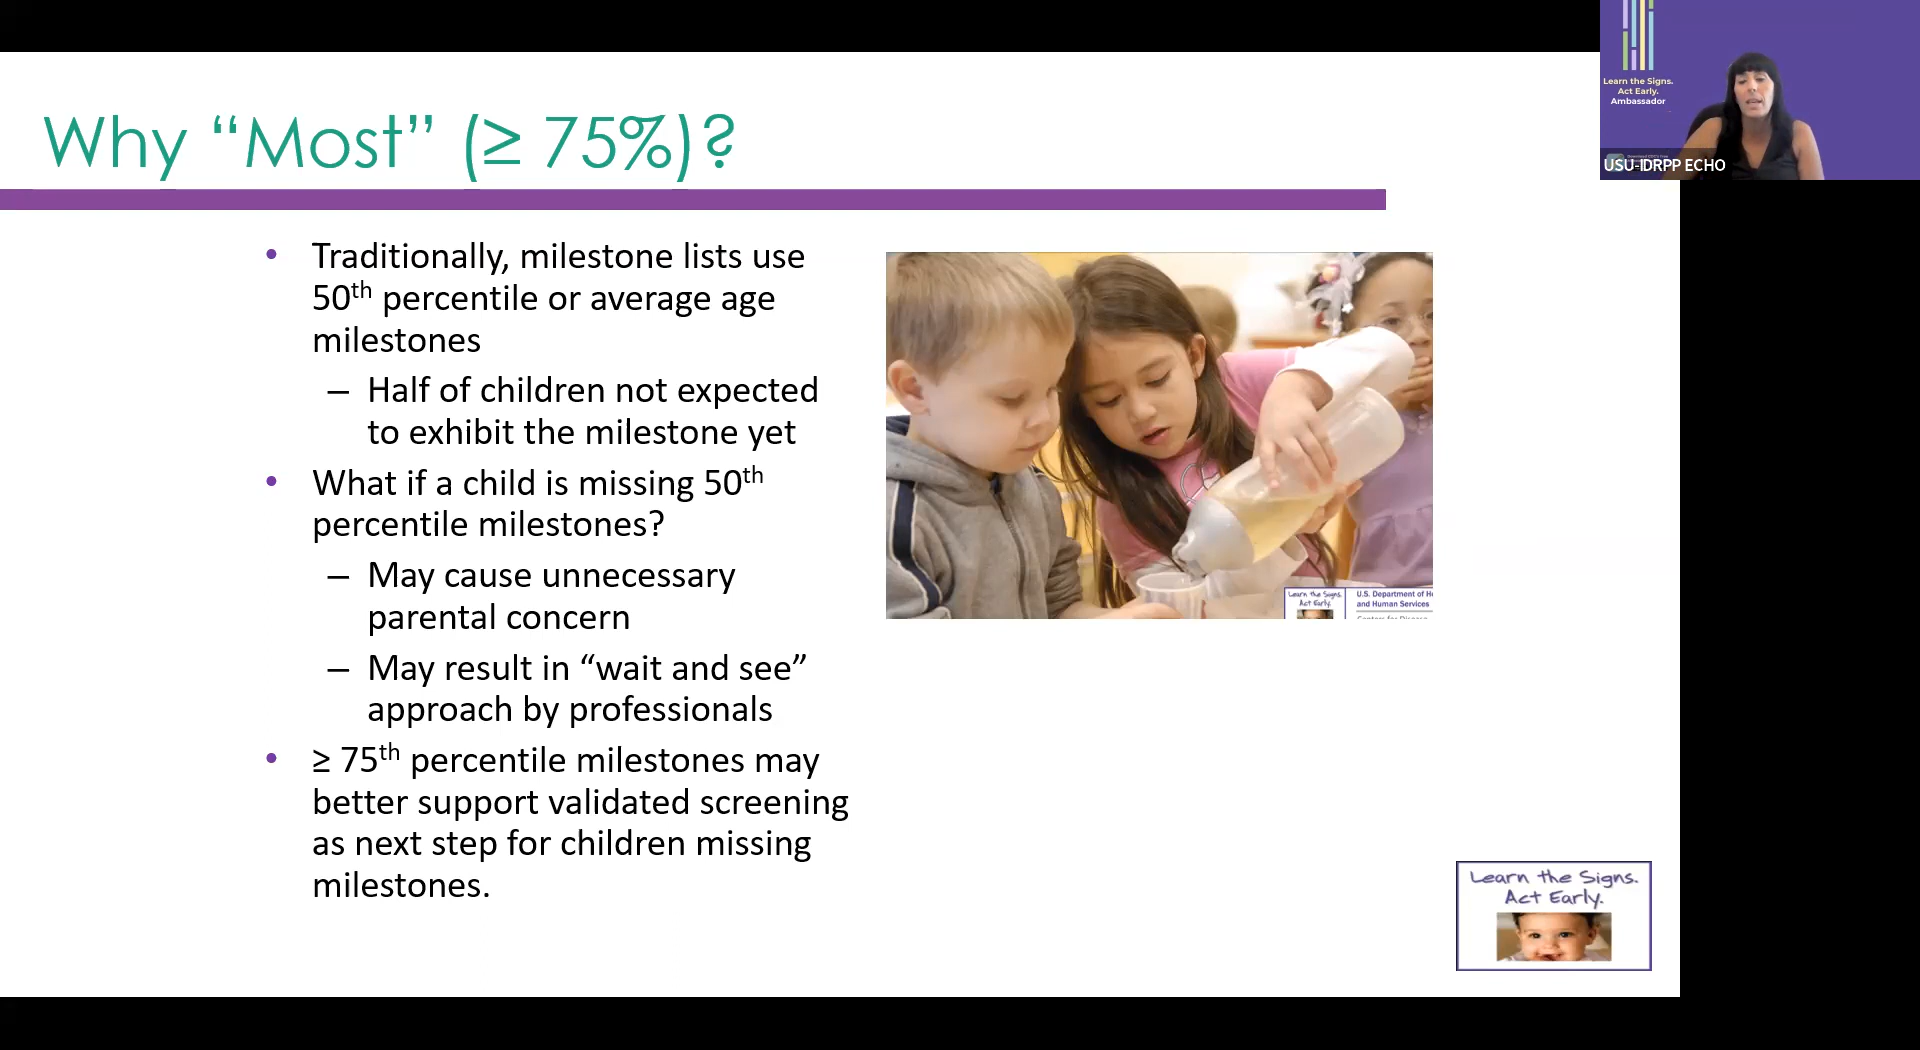 Why “Most” (≥ 75%)?
• Traditionally, milestone lists use
50th percentile or average age
milestones
– Half of children not expected
to exhibit the milestone yet
• What if a child is missing 50th
percentile milestones?
– May cause unnecessary
parental concern
– May result in “wait and see”
approach by professionals
• ≥ 75th percentile milestones may
better support validated screening
as next step for children missing
milestones.
Learn the Signs.
Act Early.
U.S. Department of H
and Human Services
Centers for Disease
Learn the Signs.
Act Early.
Learn the Signs.
Act Early.
Ambassador
USU-IDRPP ECHO